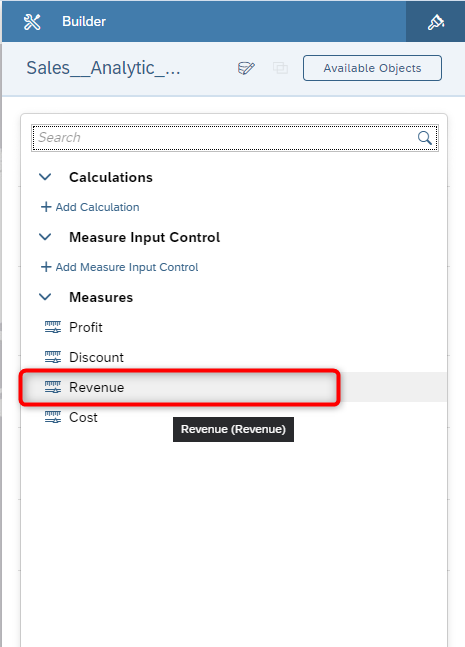 Builder
Sales__Analytic_...
Available Objects
Search
Calculations
+ Add Calculation
Measure Input Control
+ Add Measure Input Control
Measures
Profit
Discount
Revenue
Cost
Revenue (Revenue)